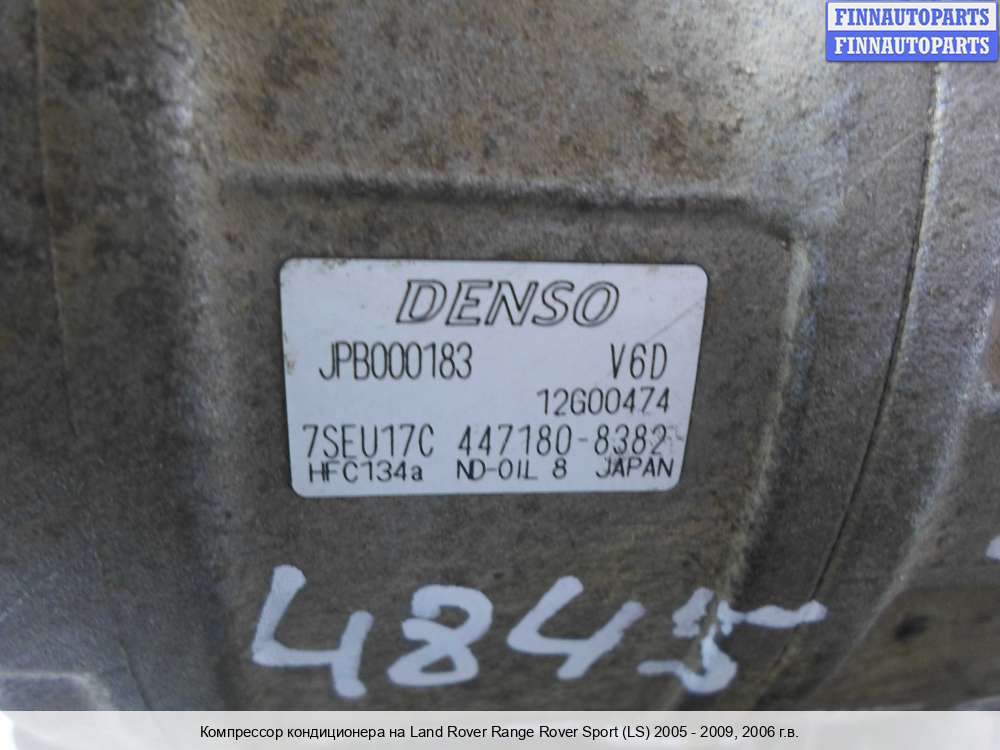 FINNAUTOPARTS
FINNAUTOPARTS
DENSO
JPB000183 V6D
12G00474
7SEU17C 447180-8382
HFC134a ND-OIL 8 JAPAN
4845
Компрессор кондиционера на Land Rover Range Rover Sport (LS) 2005 - 2009, 2006 г.в.